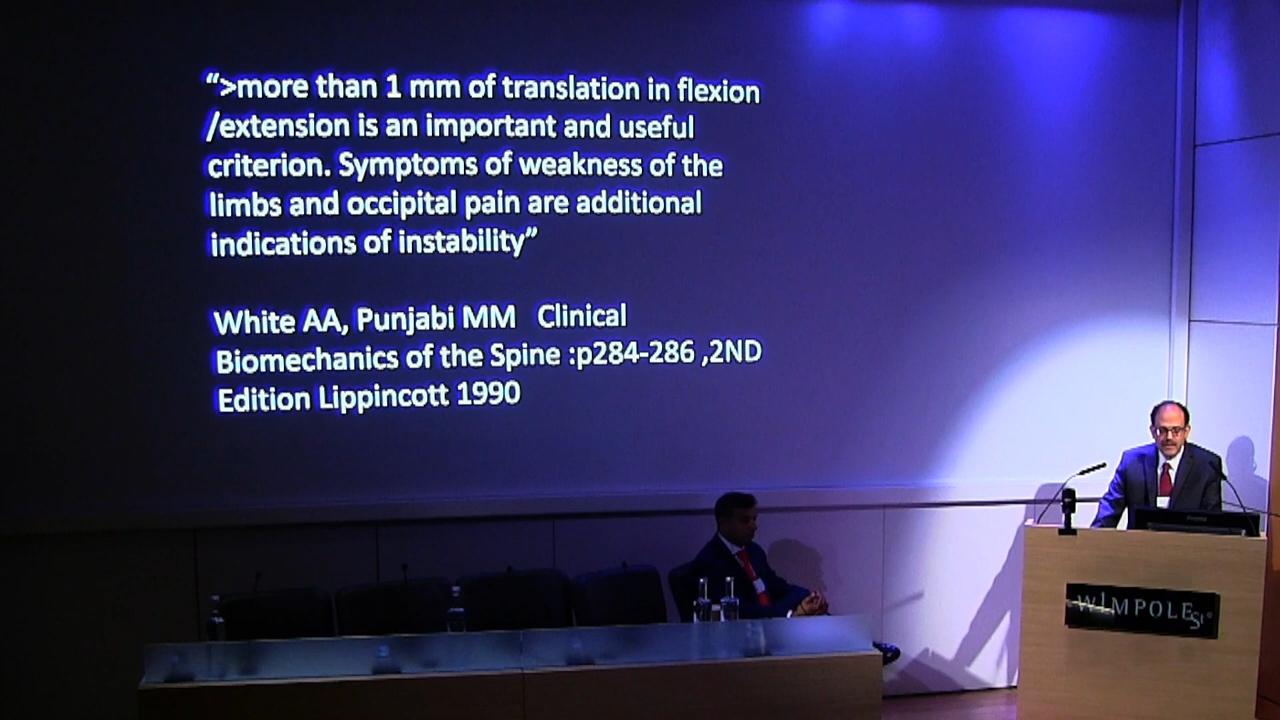 “>more than 1 mm of translation in flexion
/extension is an important and useful
criterion. Symptoms of weakness of the
limbs and occipital pain are additional
indications of instability”
White AA, Punjabi MM Clinical
Biomechanics of the Spine :p284-286 ,2ND
Edition Lippincott 1990
W1MPOLE St